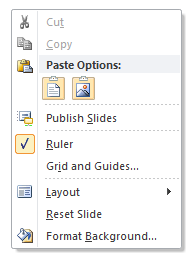 Cut
Copy
Paste Options:
Publish Slides
Ruler
Grid and Guides...
Layout
Reset Slide
Format Background...